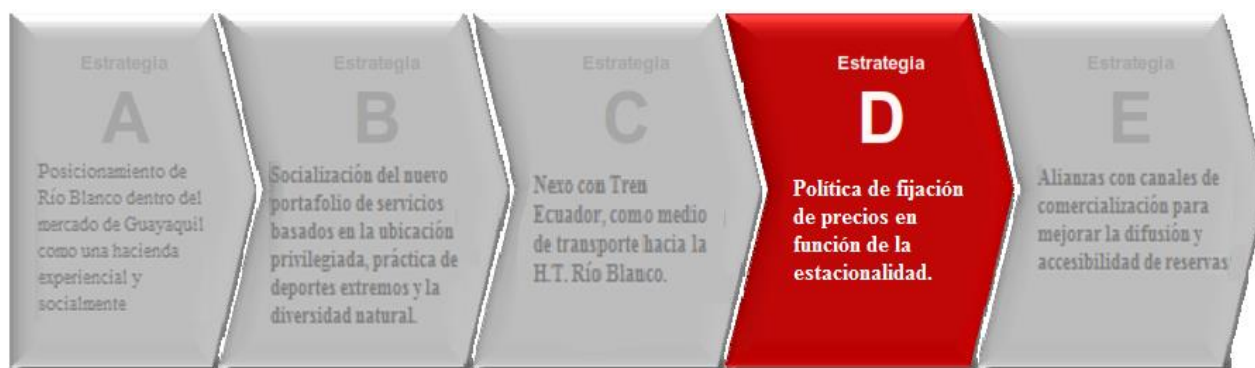 Estrategia
A
Posicionamiento de
Río Blanco dentro del
mercado de Guayaquil
como una hacienda
experiencial y
socialmente
Estrategia
B
Socialización del nuevo
portafolio de servicios
basados en la ubicación
privilegiada, práctica de
deportes extremos y la
diversidad natural.
Estrategia
C
Nexo con Tren
Ecuador, como medio
de transporte hacia la
H.T. Río Blanco.
Estrategia
D
Política de fijación
de precios en
función de la
estacionalidad.
Estrategia
E
Alianzas con canales de
comercialización para
mejorar la difusión y
accesibilidad de reservas